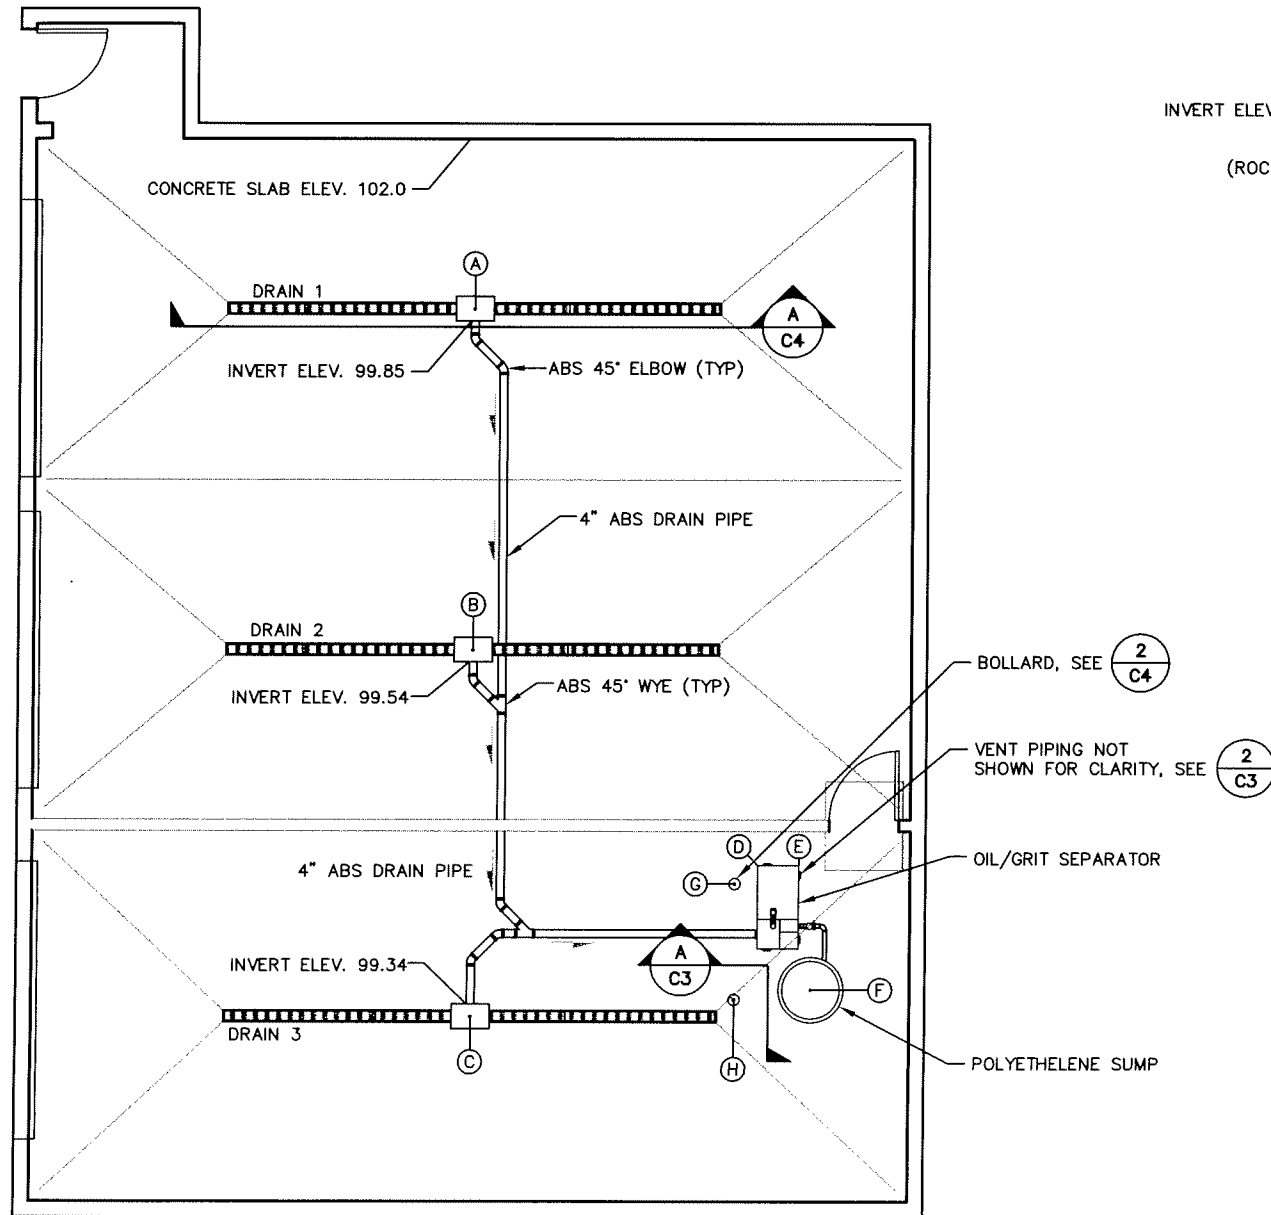 INVERT ELEV
(ROC
CONCRETE SLAB ELEV. 102.0
A
DRAIN 1
A
C4
INVERT ELEV. 99.85
ABS 45° ELBOW (TYP)
4" ABS DRAIN PIPE
B
DRAIN 2
INVERT ELEV. 99.54
ABS 45° WYE (TYP)
BOLLARD, SEE
2
C4
VENT PIPING NOT
SHOWN FOR CLARITY, SEE
2
C3
D
E
OIL/GRIT SEPARATOR
4" ABS DRAIN PIPE
G
A
C3
INVERT ELEV. 99.34
F
DRAIN 3
C
H
POLYETHELENE SUMP